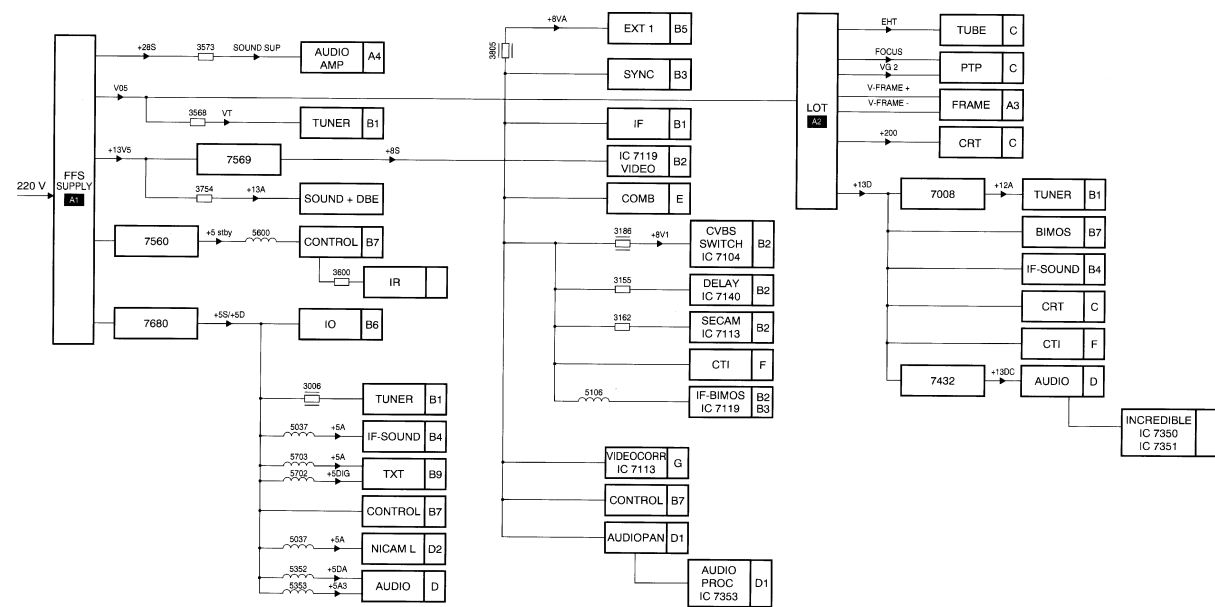 220 V
FFS
SUPPLY
A1
+28S
3573
SOUND SUP
AUDIO
AMP
A4
V05
3568
VT
TUNER
B1
+13V5
7569
+8S
3754
+13A
SOUND + DBE
7560
+5 stby
5600
CONTROL
B7
3600
IR
7680
+5S/+5D
IO
B6
3006
TUNER
B1
5037
+5A
IF-SOUND
B4
5703
+5A
5702
+5DIG
TXT
B9
CONTROL
B7
5037
+5A
NICAM L
D2
5352
+5DA
5353
+5A3
AUDIO
D
+8VA
3805
EXT 1
B5
SYNC
B3
IF
B1
IC 7119
VIDEO
B2
COMB
E
3186
+8V1
CVBS
SWITCH
IC 7104
B2
3155
DELAY
IC 7140
B2
3162
SECAM
IC 7113
B2
CTI
F
5106
IF-BIMOS
IC 7119
B2
B3
VIDEOCORR
IC 7113
G
CONTROL
B7
AUDIOPAN
D1
AUDIO
PROC
IC 7353
D1
LOT
A2
EHT
TUBE
C
FOCUS
VG 2
PTP
C
V-FRAME +
V-FRAME -
FRAME
A3
+200
CRT
C
+13D
7008
+12A
TUNER
B1
BIMOS
B7
IF-SOUND
B4
CRT
C
CTI
F
7432
+13DC
AUDIO
D
INCREDIBLE
IC 7350
IC 7351